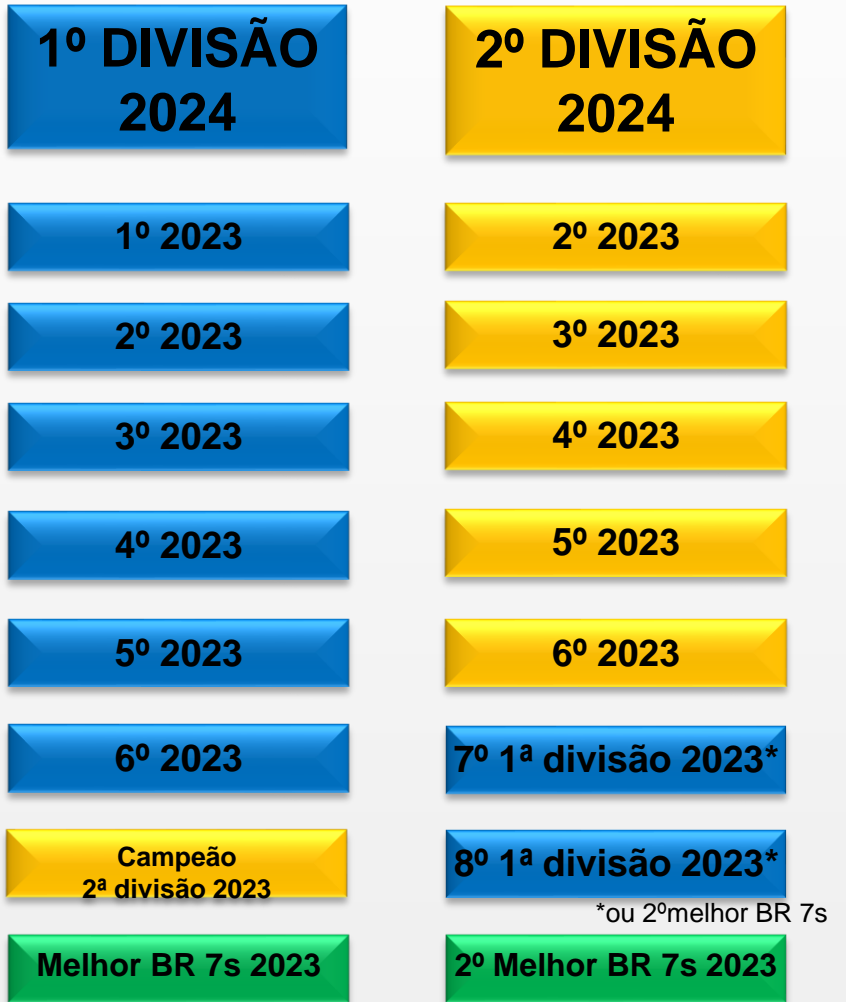 1º DIVISÃO
2024
1º 2023
2º 2023
3º 2023
4º 2023
5º 2023
6º 2023
Campeão
2ª divisão 2023
Melhor BR 7s 2023
2º DIVISÃO
2024
2º 2023
3º 2023
4º 2023
5º 2023
6º 2023
7º 1ª divisão 2023*
8º 1ª divisão 2023*
*ou 2ºmelhor BR 7s
2º Melhor BR 7s 2023